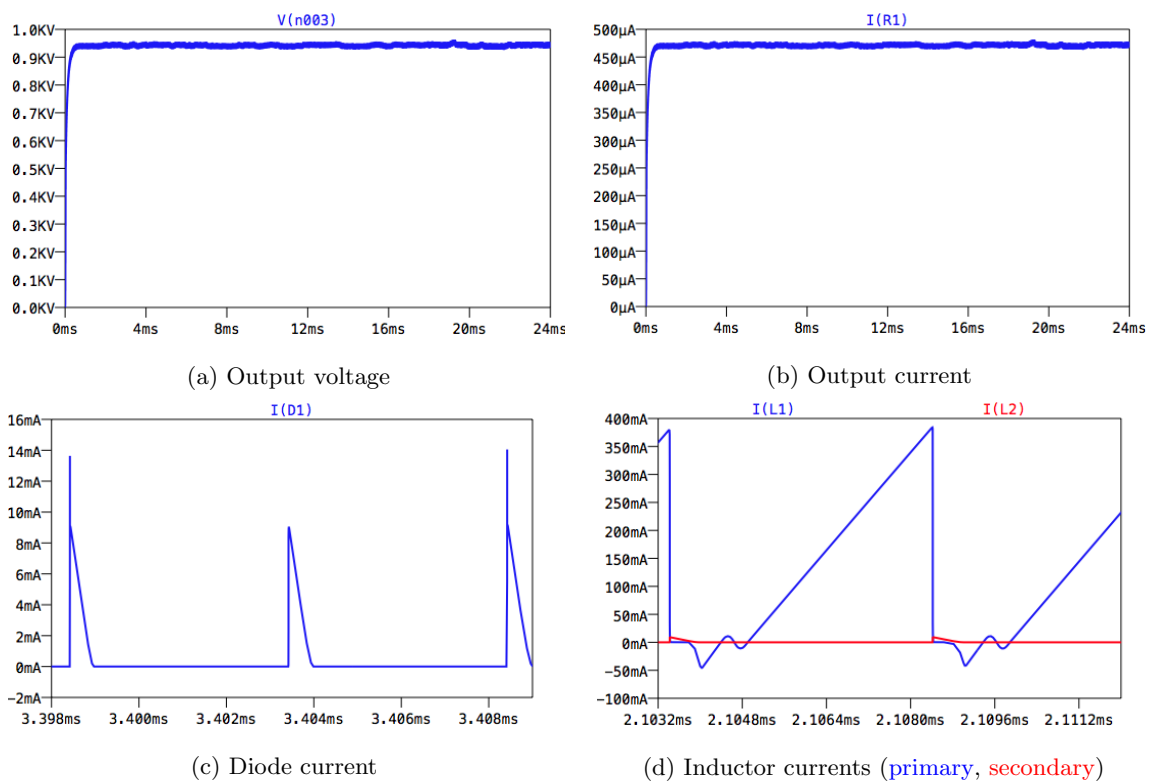 V(n003)
1.0KV
0.9KV
0.8KV
0.7KV
0.6KV
0.5KV
0.4KV
0.3KV
0.2KV
0.1KV
0.0KV
0ms 4ms 8ms 12ms 16ms 20ms 24ms
(a) Output voltage
I(R1)
500µA
450µA
400µA
350µA
300µA
250µA
200µA
150µA
100µA
50µA
0µA
0ms 4ms 8ms 12ms 16ms 20ms 24ms
(b) Output current
I(D1)
16mA
14mA
12mA
10mA
8mA
6mA
4mA
2mA
0mA
-2mA
3.398ms 3.400ms 3.402ms 3.404ms 3.406ms 3.408ms
(c) Diode current
I(L1) I(L2)
400mA
350mA
300mA
250mA
200mA
150mA
100mA
50mA
0mA
-50mA
-100mA
2.1032ms 2.1048ms 2.1064ms 2.1080ms 2.1096ms 2.1112ms
(d) Inductor currents (primary, secondary)